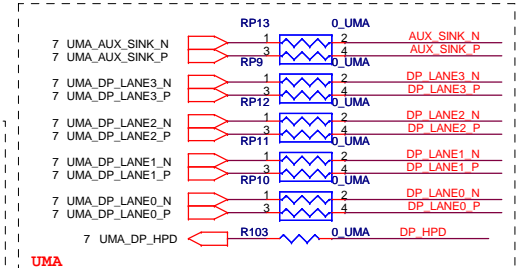 RP13 0_UMA
7 UMA_AUX_SINK_N 1 2 AUX_SINK_N
7 UMA_AUX_SINK_P 3 4 AUX_SINK_P
RP9 0_UMA
7 UMA_DP_LANE3_N 1 2 DP_LANE3_N
7 UMA_DP_LANE3_P 3 4 DP_LANE3_P
RP12 0_UMA
7 UMA_DP_LANE2_N 1 2 DP_LANE2_N
7 UMA_DP_LANE2_P 3 4 DP_LANE2_P
RP11 0_UMA
7 UMA_DP_LANE1_N 1 2 DP_LANE1_N
7 UMA_DP_LANE1_P 3 4 DP_LANE1_P
RP10 0_UMA
7 UMA_DP_LANE0_N 1 2 DP_LANE0_N
7 UMA_DP_LANE0_P 3 4 DP_LANE0_P
7 UMA_DP_HPD R103 0_UMA DP_HPD
UMA